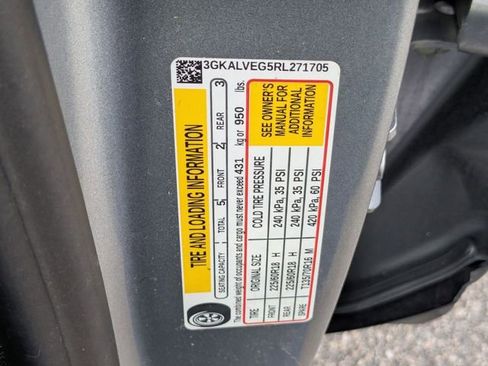 3GKALVEG5RL271705
TIRE AND LOADING INFORMATION
SEATING CAPACITY | TOTAL 5 | FRONT 2 | REAR 3
The combined weight of occupants and cargo must never exceed 431 kg or 950 lbs.
TIRE ORIGINAL SIZE COLD TIRE PRESSURE
FRONT 225/60R18 H 240 kPa, 35 PSI
REAR 225/60R18 H 240 kPa, 35 PSI
SPARE T135/70R16 M 420 kPa, 60 PSI
SEE OWNER'S
MANUAL FOR
ADDITIONAL
INFORMATION